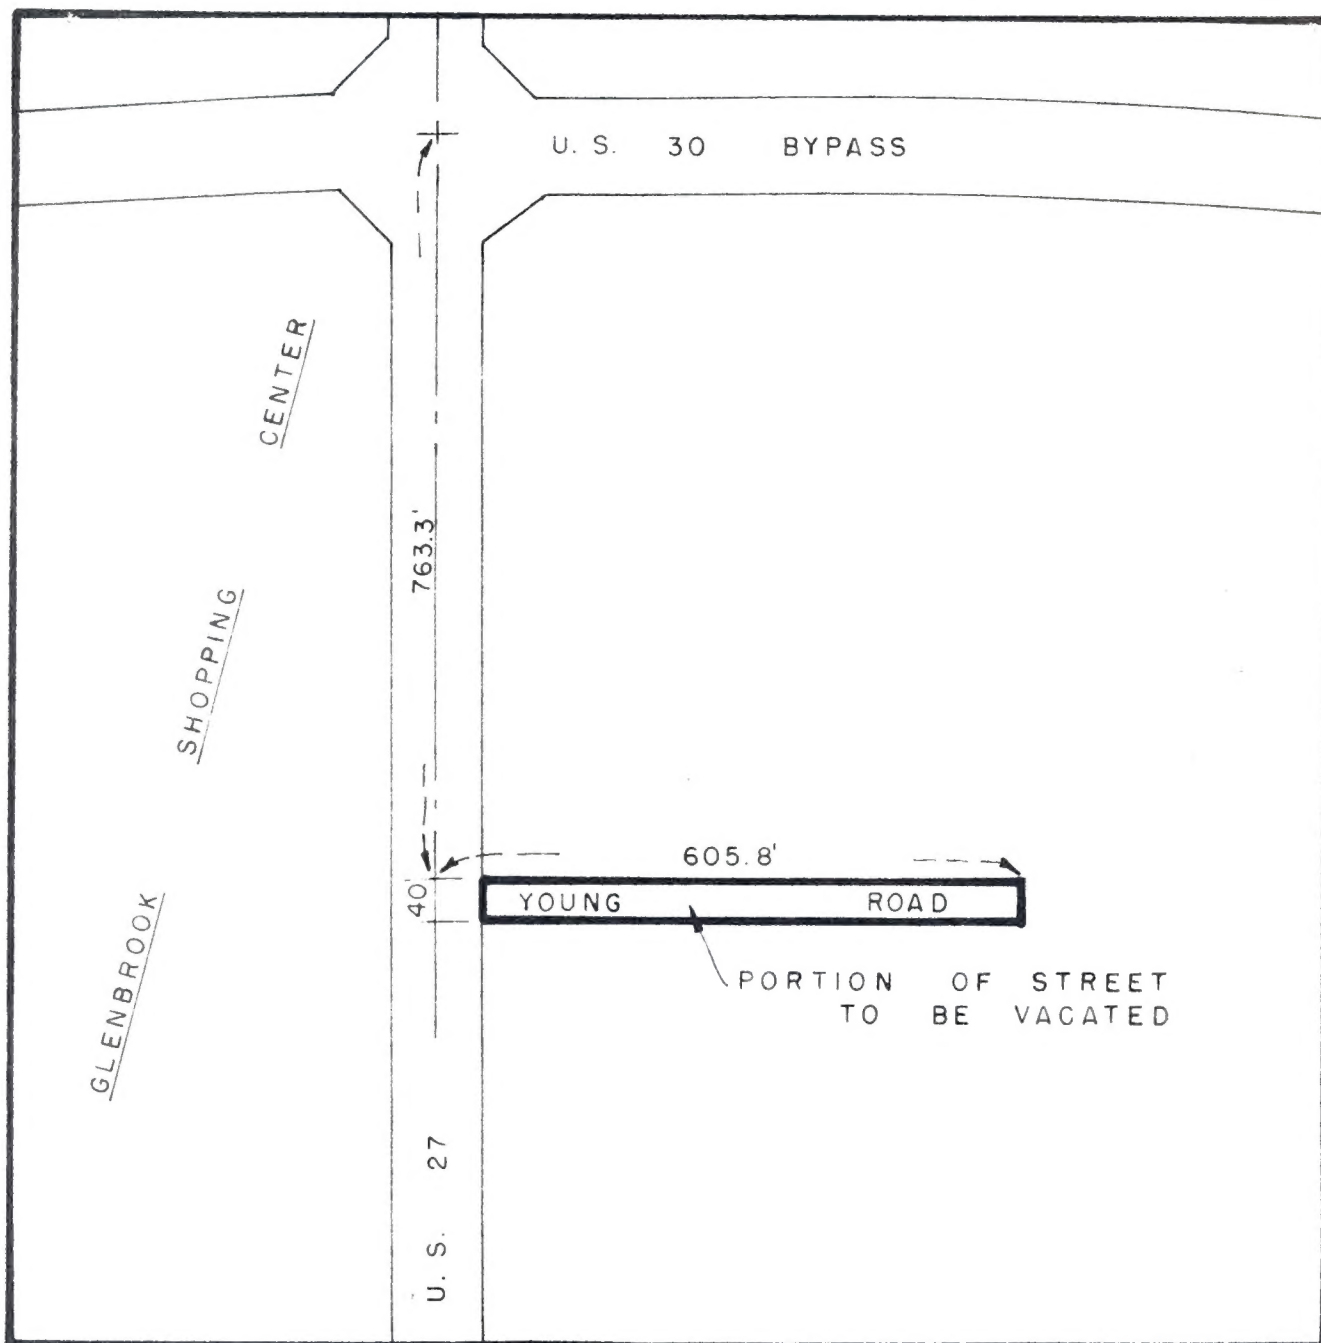 U. S. 30 BYPASS
CENTER
763.3'
SHOPPING
605.8'
40'
YOUNG ROAD
GLENBROOK
PORTION OF STREET
TO BE VACATED
U. S. 27